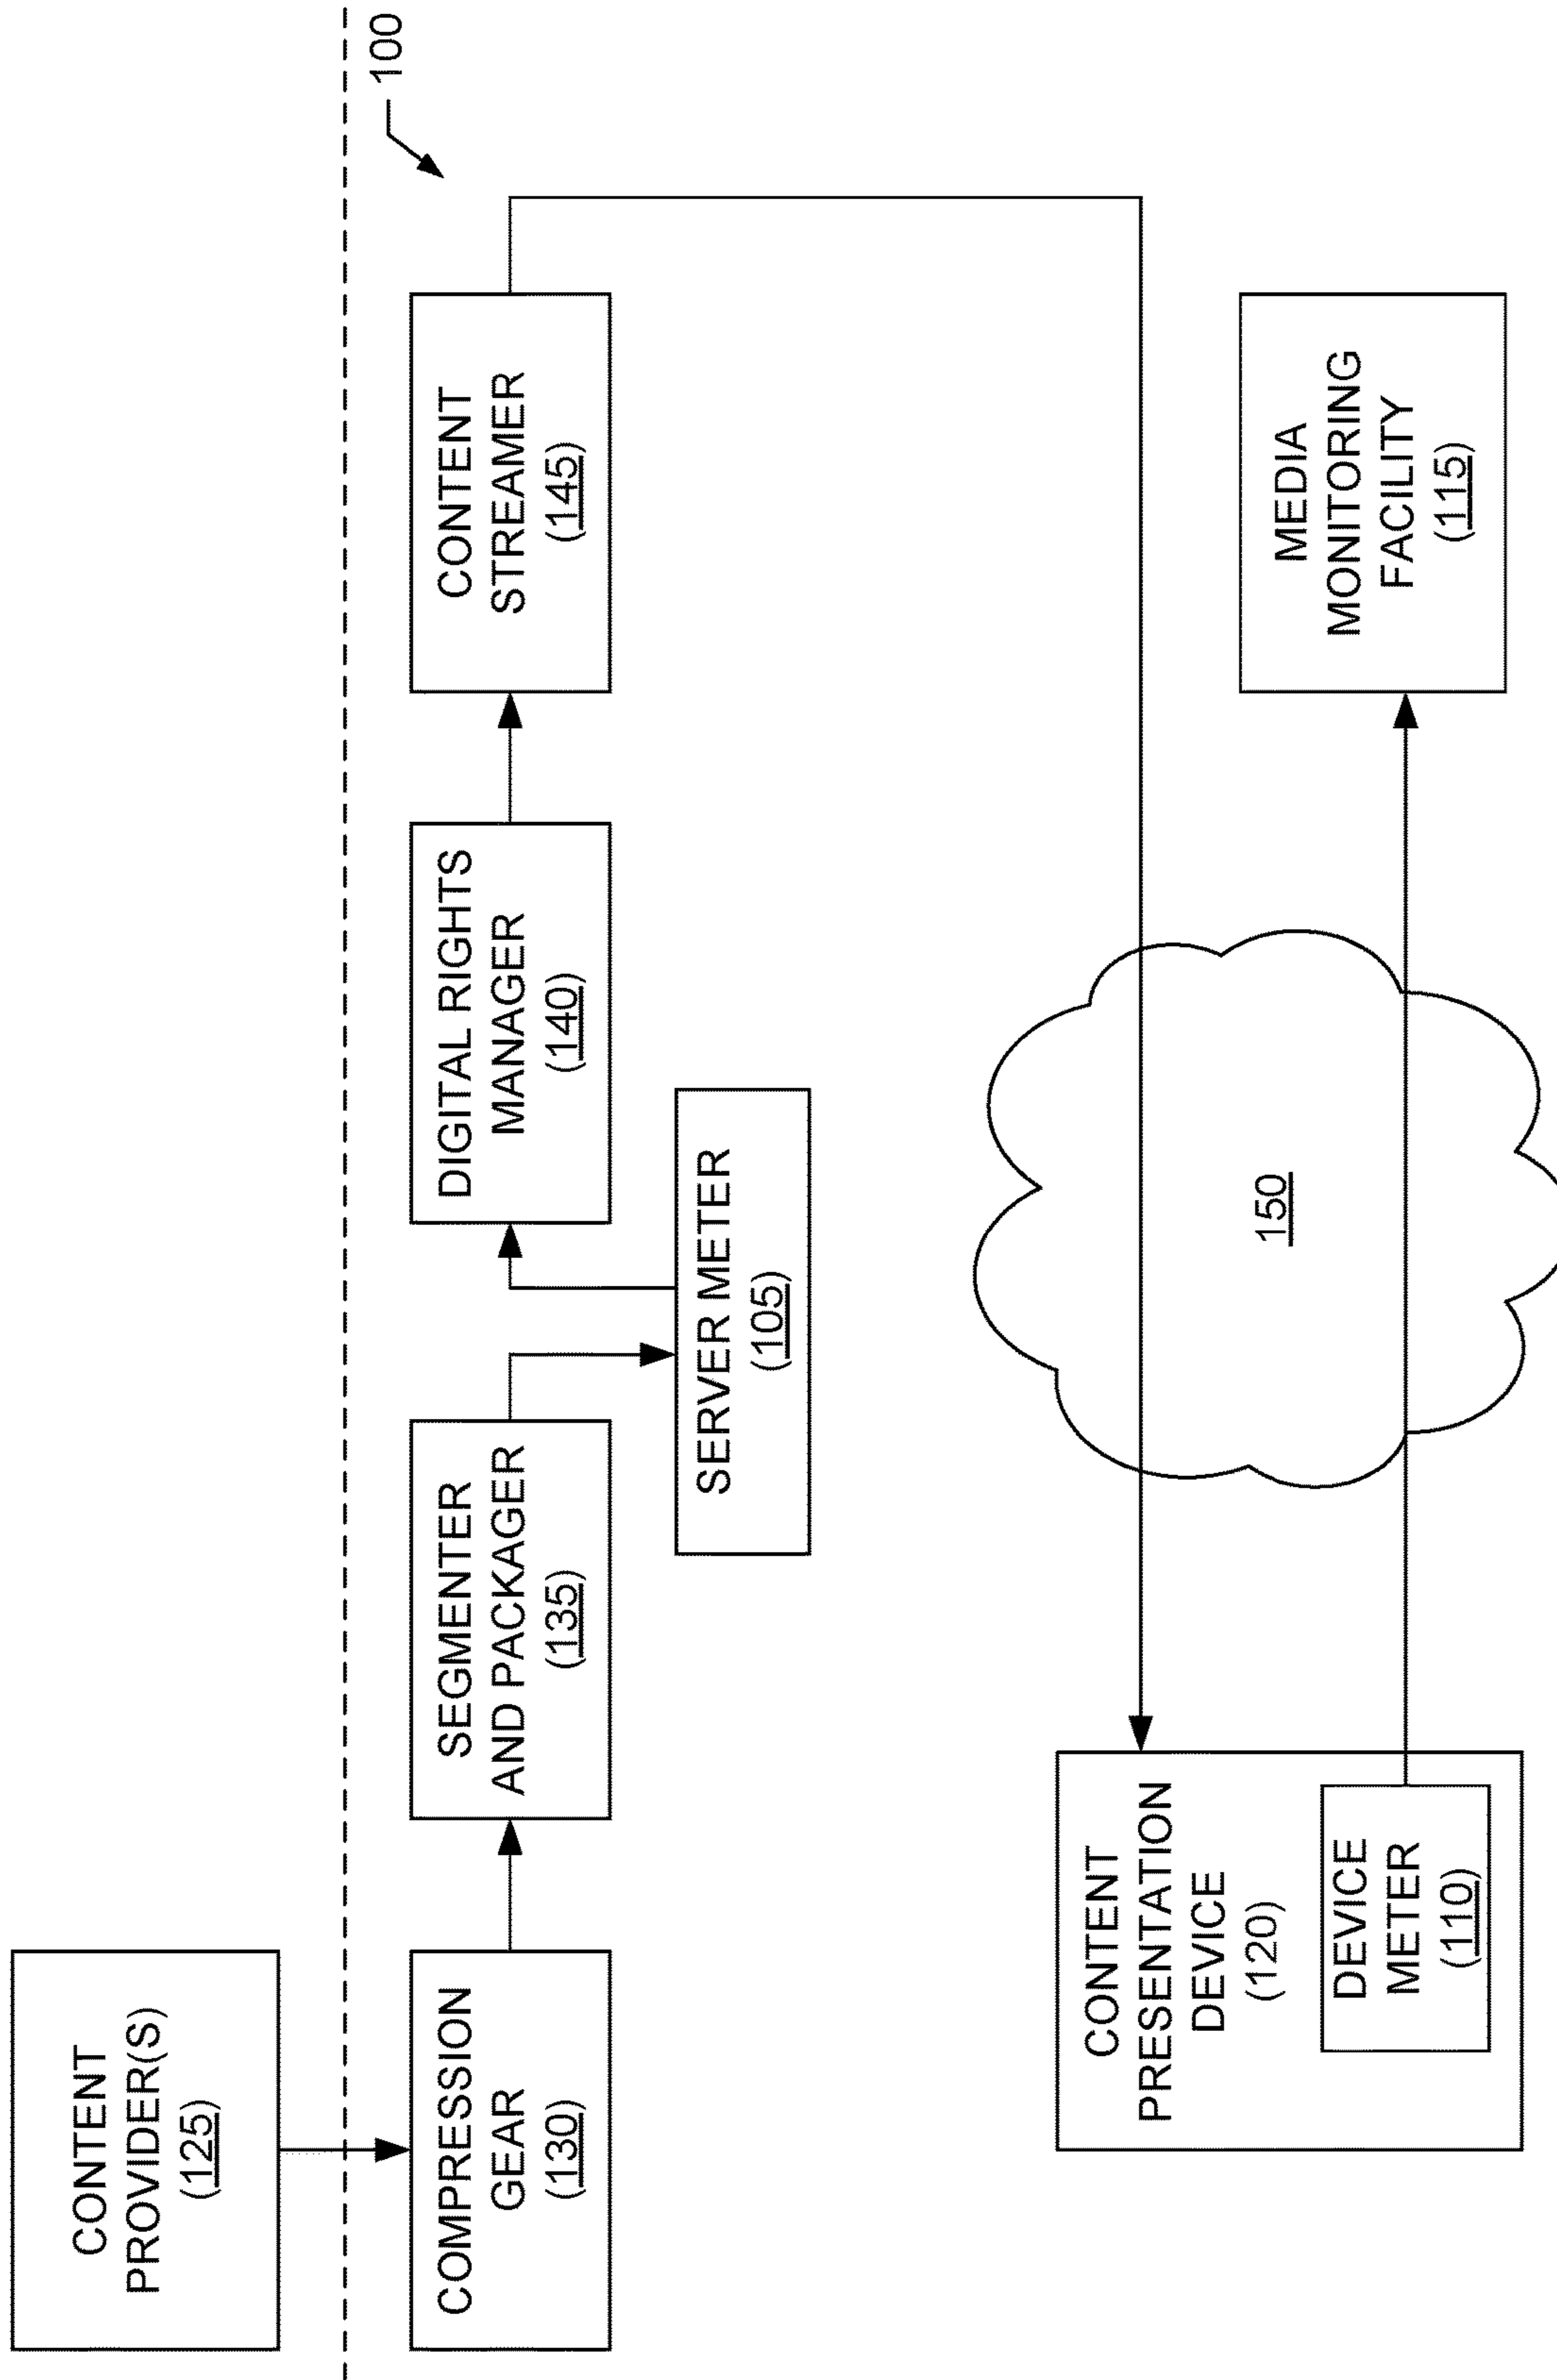 CONTENT
PROVIDER(S)
(125)
100
COMPRESSION
GEAR
(130)
SEGMENTER
AND PACKAGER
(135)
DIGITAL RIGHTS
MANAGER
(140)
CONTENT
STREAMER
(145)
SERVER METER
(105)
CONTENT
PRESENTATION
DEVICE
(120)
DEVICE
METER
(110)
150
MEDIA
MONITORING
FACILITY
(115)